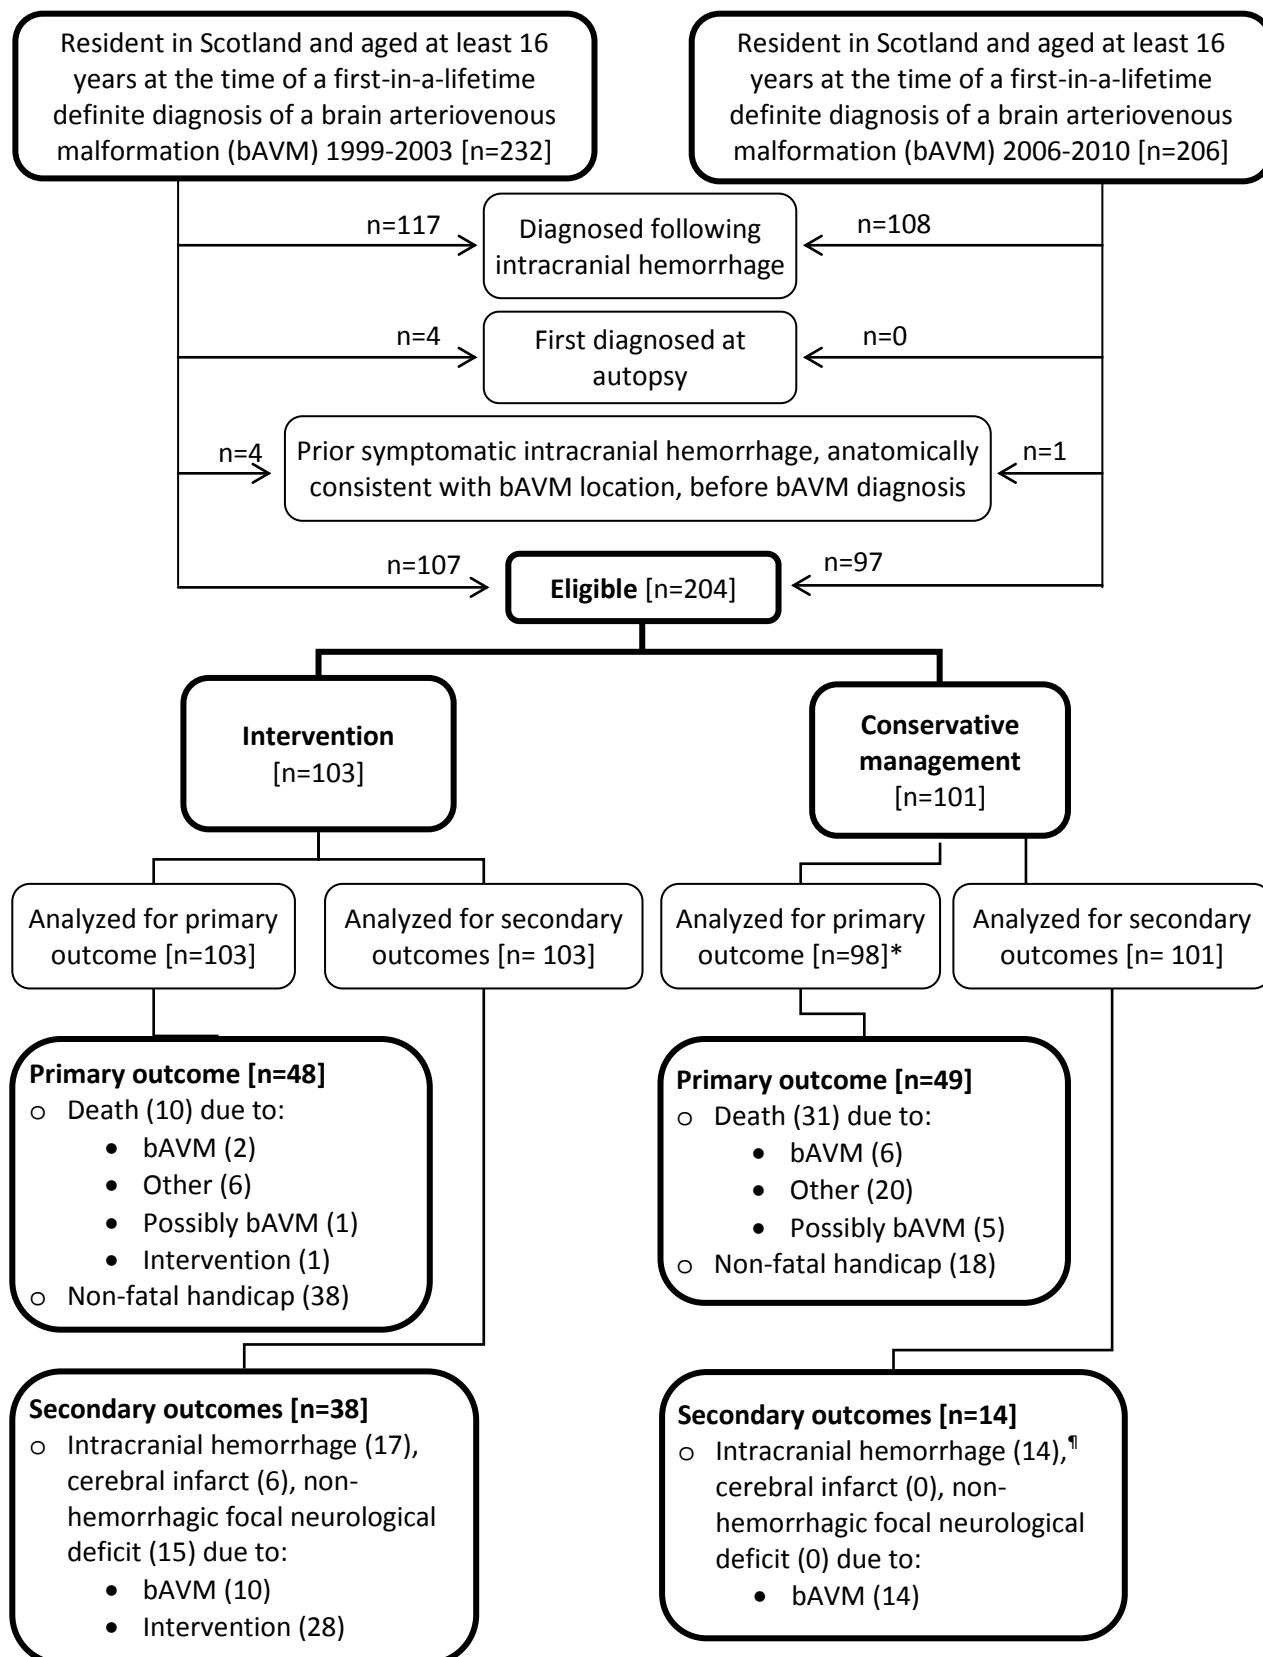 Resident in Scotland and aged at least 16
years at the time of a first-in-a-lifetime
definite diagnosis of a brain arteriovenous
malformation (bAVM) 1999-2003 [n=232]
Resident in Scotland and aged at least 16
years at the time of a first-in-a-lifetime
definite diagnosis of a brain arteriovenous
malformation (bAVM) 2006-2010 [n=206]
n=117
Diagnosed following
intracranial hemorrhage
n=108
n=4
First diagnosed at
autopsy
n=0
n=4
Prior symptomatic intracranial hemorrhage, anatomically
consistent with bAVM location, before bAVM diagnosis
n=1
n=107
Eligible [n=204]
n=97
Intervention
[n=103]
Conservative
management
[n=101]
Analyzed for primary
outcome [n=103]
Analyzed for secondary
outcomes [n= 103]
Analyzed for primary
outcome [n=98]*
Analyzed for secondary
outcomes [n= 101]
Primary outcome [n=48]
o Death (10) due to:
• bAVM (2)
• Other (6)
• Possibly bAVM (1)
• Intervention (1)
o Non-fatal handicap (38)
Primary outcome [n=49]
o Death (31) due to:
• bAVM (6)
• Other (20)
• Possibly bAVM (5)
o Non-fatal handicap (18)
Secondary outcomes [n=38]
o Intracranial hemorrhage (17),
cerebral infarct (6), non-
hemorrhagic focal neurological
deficit (15) due to:
• bAVM (10)
• Intervention (28)
Secondary outcomes [n=14]
o Intracranial hemorrhage (14),¶
cerebral infarct (0), non-
hemorrhagic focal neurological
deficit (0) due to:
• bAVM (14)